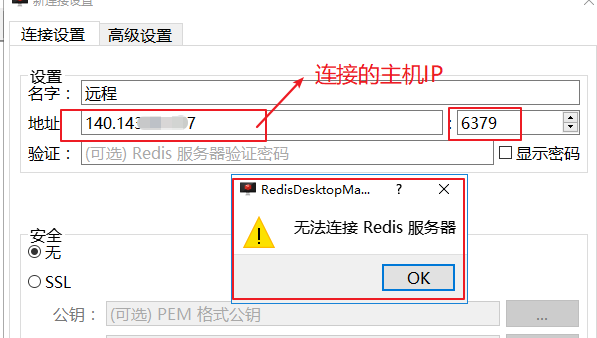 新连接设置
连接设置 高级设置
连接的主机IP
设置
名字： 远程
地址 140.143 7 : 6379
验证： (可选) Redis 服务器验证密码 显示密码
RedisDesktopMa... ?
无法连接 Redis 服务器
OK
安全
无
SSL
公钥： (可选) PEM 格式公钥 ...